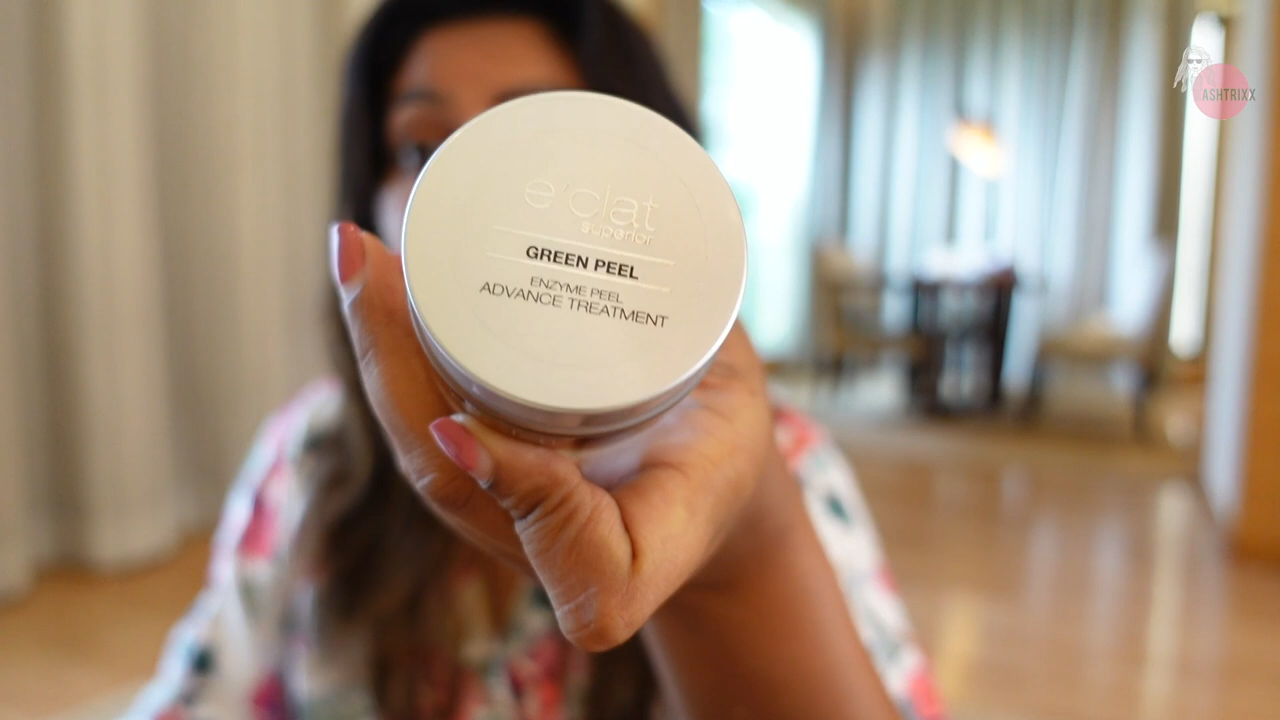 e'clat
superior
GREEN PEEL
ENZYME PEEL
ADVANCE TREATMENT
ASHTRIXX